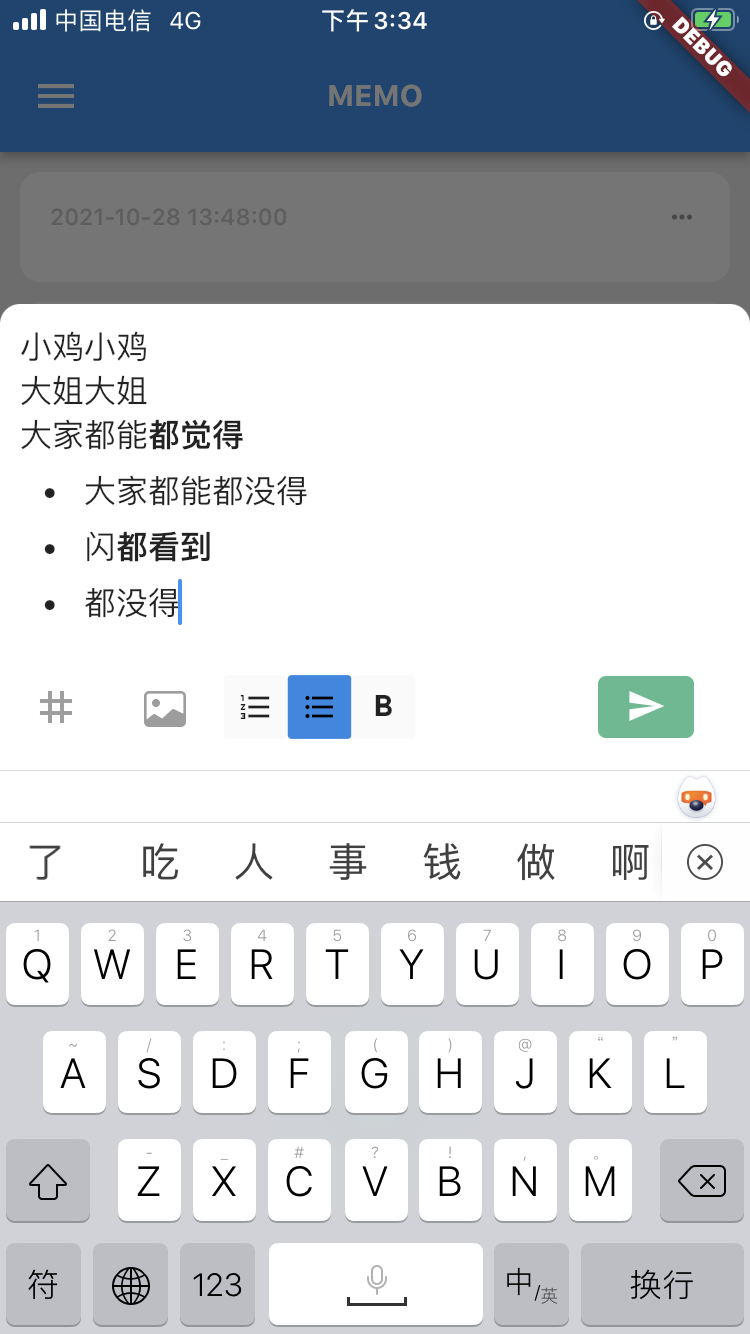 中国电信 4G 下午3:34
DEBUG
MEMO
2021-10-28 13:48:00
小鸡小鸡
大姐大姐
大家都能都觉得
• 大家都能都没得
• 闪都看到
• 都没得
B
了 吃 人 事 钱 做 啊
1 2 3 4 5 6 7 8 9 0
Q W E R T Y U I O P
~ / : ; ( ) @ “ ”
A S D F G H J K L
- _ # ? ! , 。
Z X C V B N M
符 123 中/英 换行